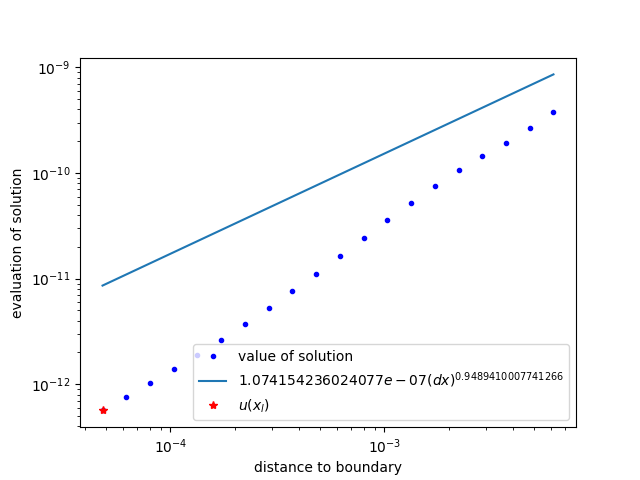 10⁻⁹
10⁻¹⁰
10⁻¹¹
10⁻¹²
evaluation of solution
value of solution
1.074154236024077e − 07(dx)^0.9489410007741266
u(x_l)
10⁻⁴ 10⁻³
distance to boundary